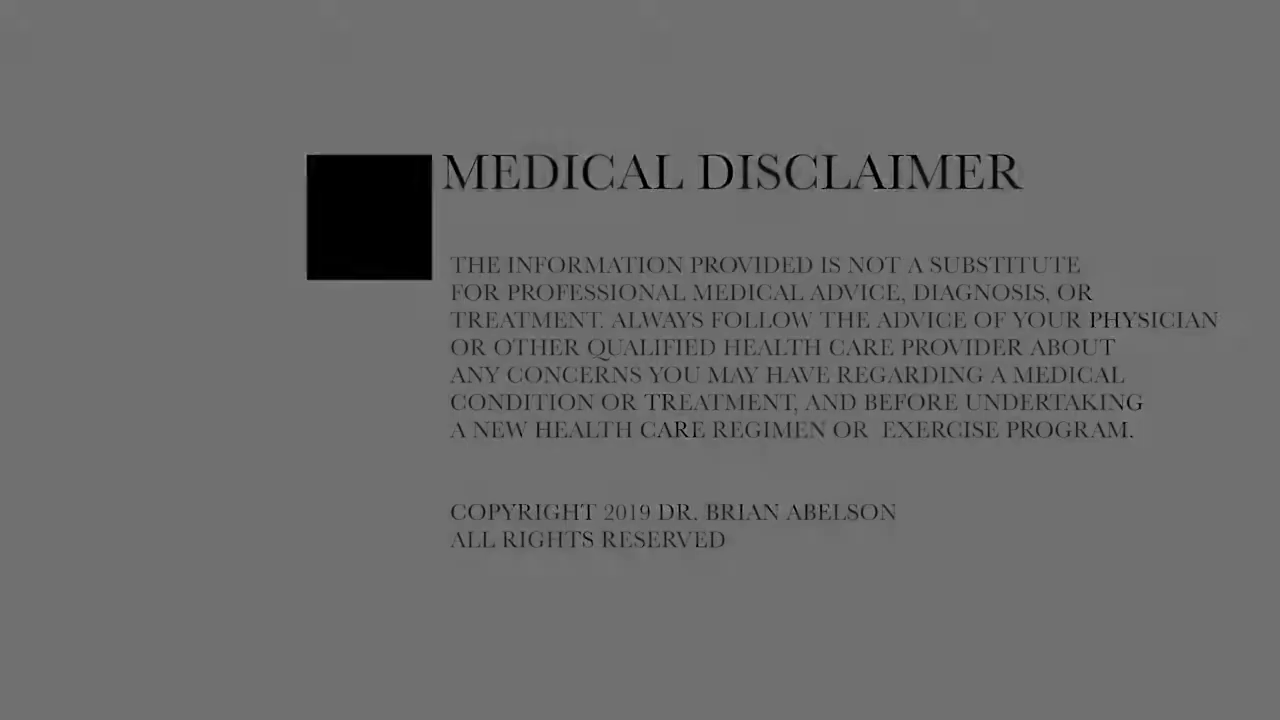 MEDICAL DISCLAIMER
THE INFORMATION PROVIDED IS NOT A SUBSTITUTE
FOR PROFESSIONAL MEDICAL ADVICE, DIAGNOSIS, OR
TREATMENT. ALWAYS FOLLOW THE ADVICE OF YOUR PHYSICIAN
OR OTHER QUALIFIED HEALTH CARE PROVIDER ABOUT
ANY CONCERNS YOU MAY HAVE REGARDING A MEDICAL
CONDITION OR TREATMENT, AND BEFORE UNDERTAKING
A NEW HEALTH CARE REGIMEN OR EXERCISE PROGRAM.
COPYRIGHT 2019 DR. BRIAN ABELSON
ALL RIGHTS RESERVED